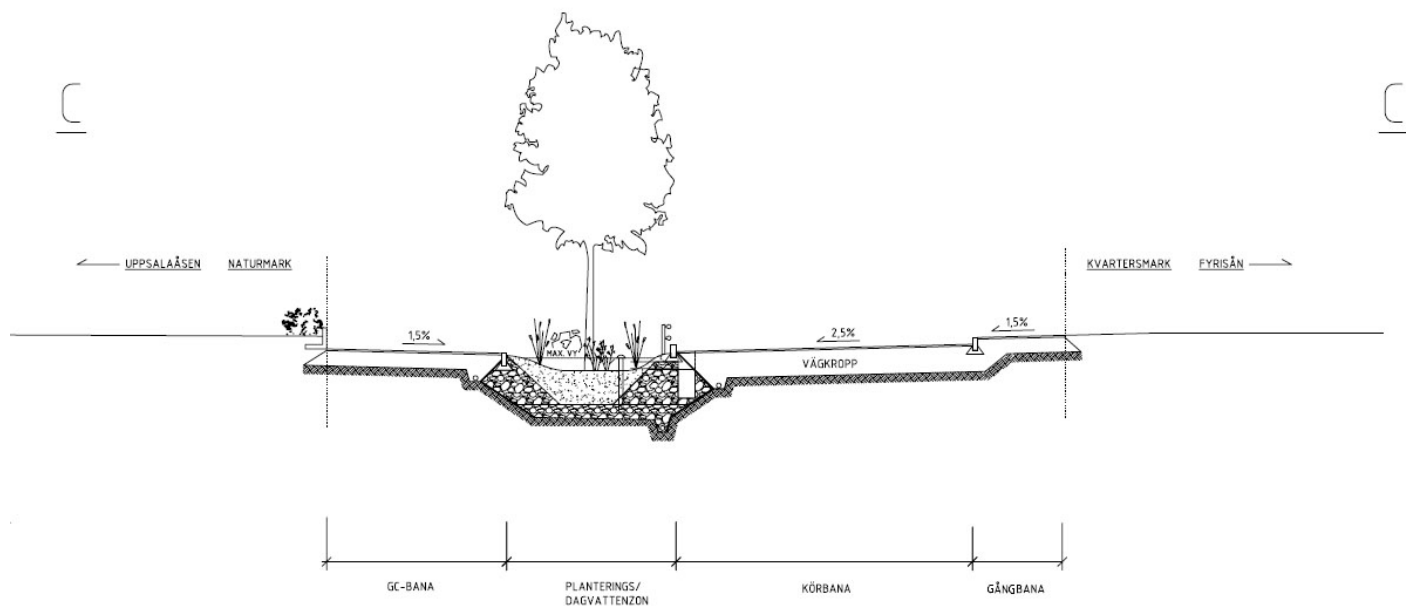 C
C
UPPSALAÅSEN NATURMARK
KVARTERSMARK FYRISÅN
1,5%
2,5%
1,5%
MAX. VY
VÄGKROPP
GC-BANA
PLANTERINGS/
DAGVATTENZON
KÖRBANA
GÅNGBANA